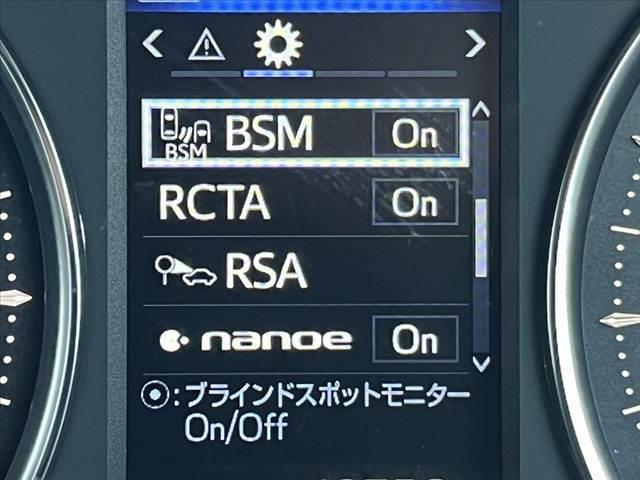 BSM BSM On
RCTA On
RSA
nanoe On
:ブラインドスポットモニター
On/Off